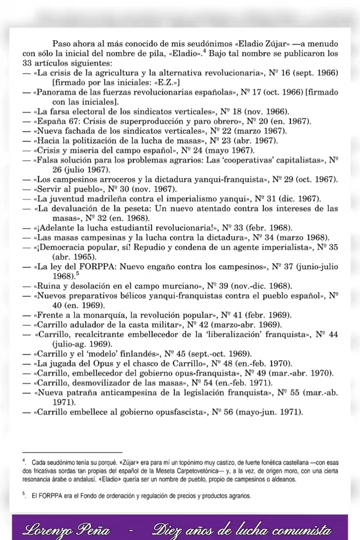 Paso ahora al más conocido de mis seudónimos «Eladio Zújar» —a menudo
con sólo la inicial del nombre de pila, «Eladio».⁴ Bajo tal nombre se publicaron los
33 artículos siguientes:
— «La crisis de la agricultura y la alternativa revolucionaria», Nº 16 (sept. 1966)
[firmado por las iniciales: «E.Z.»]
— «Panorama de las fuerzas revolucionarias españolas», Nº 17 (oct. 1966) [firmado
con las iniciales].
— «La farsa electoral de los sindicatos verticales», Nº 18 (nov. 1966).
— «España 67: Crisis de superproducción y paro obrero», Nº 20 (en. 1967).
— «Nueva fachada de los sindicatos verticales», Nº 22 (marzo 1967).
— «Hacia la politización de la lucha de masas», Nº 23 (abr. 1967).
— «Crisis y miseria del campo español», Nº 24 (mayo 1967).
— «Falsa solución para los problemas agrarios: Las ‘cooperativas’ capitalistas», Nº
26 (julio 1967).
— «Los campesinos arroceros y la dictadura yanqui-franquista», Nº 29 (oct. 1967).
— «Servir al pueblo», Nº 30 (nov. 1967).
— «La juventud madrileña contra el imperialismo yanqui», Nº 31 (dic. 1967).
— «La devaluación de la peseta: Un nuevo atentado contra los intereses de las
masas», Nº 32 (en. 1968).
— «¡Adelante la lucha estudiantil revolucionaria!», Nº 33 (febr. 1968).
— «Las masas campesinas y la lucha contra la dictadura», Nº 34 (marzo 1968).
— «¡Democracia popular, sí! Repudio y condena de un agente imperialista», Nº 35
(abr. 1965).
— «La ley del FORPPA: Nuevo engaño contra los campesinos», Nº 37 (junio-julio
1968).⁵
— «Ruina y desolación en el campo murciano», Nº 39 (nov.-dic. 1968).
— «Nuevos preparativos bélicos yanqui-franquistas contra el pueblo español», Nº
40 (en. 1969).
— «Frente a la monarquía, la revolución popular», Nº 41 (febr. 1969).
— «Carrillo adulador de la casta militar», Nº 42 (marzo-abr. 1969).
— «Carrillo, recalcitrante embellecedor de la ‘liberalización’ franquista», Nº 44
(julio-ag. 1969).
— «Carrillo y el ‘modelo’ finlandés», Nº 45 (sept.-oct. 1969).
— «La jugada del Opus y el chasco de Carrillo», Nº 48 (en.-feb. 1970).
— «Carrillo, embellecedor del gobierno opus-franquista», Nº 49 (mar.-abr. 1970).
— «Carrillo, desmovilizador de las masas», Nº 54 (en.-feb. 1971).
— «Nueva patraña anticampesina de la legislación franquista», Nº 55 (mar.-ab.
1971).
— «Carrillo embellece al gobierno opusfascista», Nº 56 (mayo-jun. 1971).
⁴. Cada seudónimo tenía su porqué. «Zújar» era para mí un topónimo muy castizo, de fuerte fonética castellana —con esas
dos fricativas sordas tan propias del español de la Meseta Carpetovetónica— y, a la vez, de origen moro, con una cierta
resonancia árabe o andalusí. «Eladio» quería ser un nombre de pueblo, propio de campesinos o aldeanos.
⁵. El FORPPA era el Fondo de ordenación y regulación de precios y productos agrarios.
Lorenzo Peña - Diez años de lucha comunista